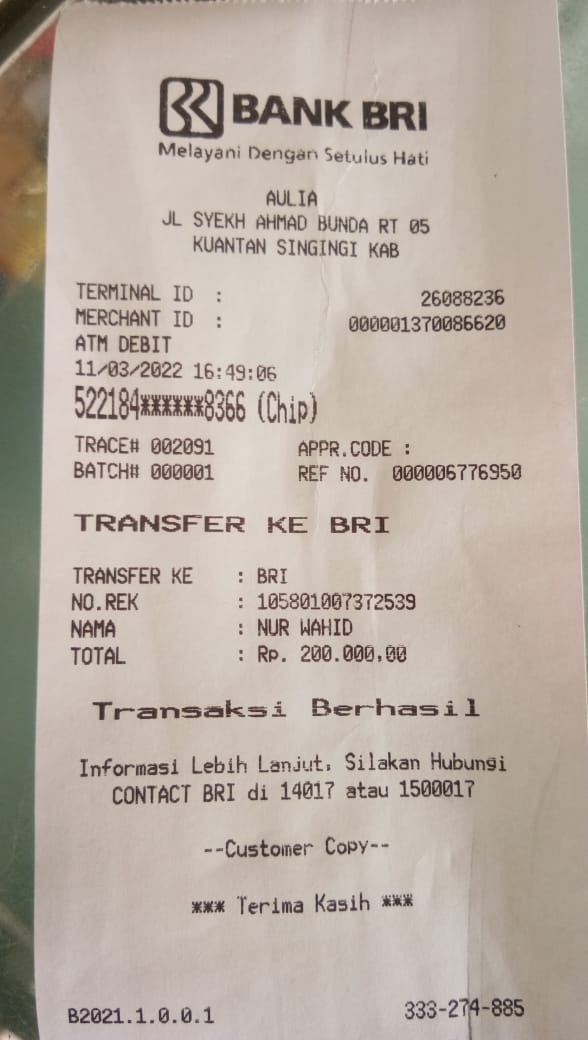 BANK BRI
Melayani Dengan Setulus Hati
AULIA
JL SYEKH AHMAD BUNDA RT 05
KUANTAN SINGINGI KAB
TERMINAL ID : 26088236
MERCHANT ID : 000001370086620
ATM DEBIT
11/03/2022 16:49:06
522184******8366 (Chip)
TRACE# 002091 APPR.CODE :
BATCH# 000001 REF NO. 000006776950
TRANSFER KE BRI
TRANSFER KE : BRI
NO.REK : 105801007372539
NAMA : NUR WAHID
TOTAL : Rp. 200.000,00
Transaksi Berhasil
Informasi Lebih Lanjut, Silakan Hubungi
CONTACT BRI di 14017 atau 1500017
--Customer Copy--
*** Terima Kasih ***
B2021.1.0.0.1 333-274-885